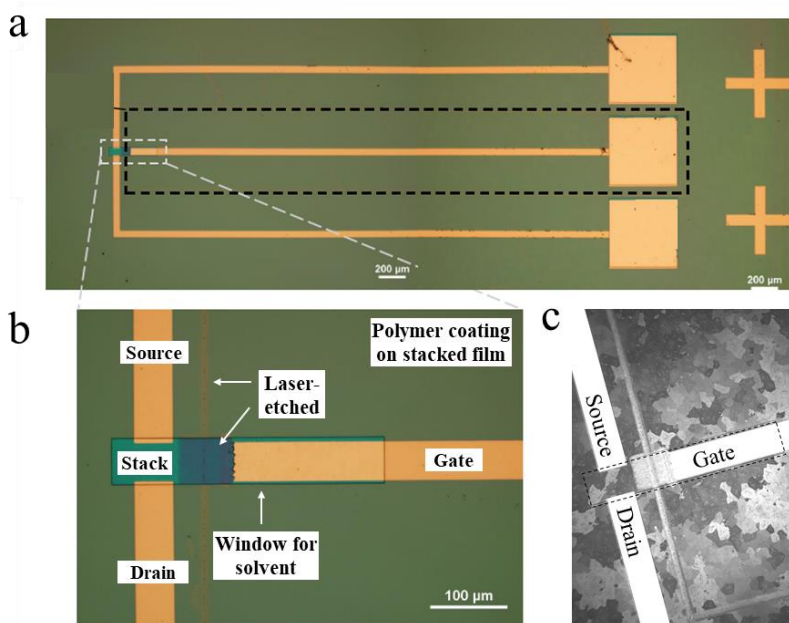 a
200 µm
200 µm
b
Source
Polymer coating
on stacked film
Laser-
etched
Stack
Gate
Drain
Window for
solvent
100 µm
c
Source
Gate
Drain